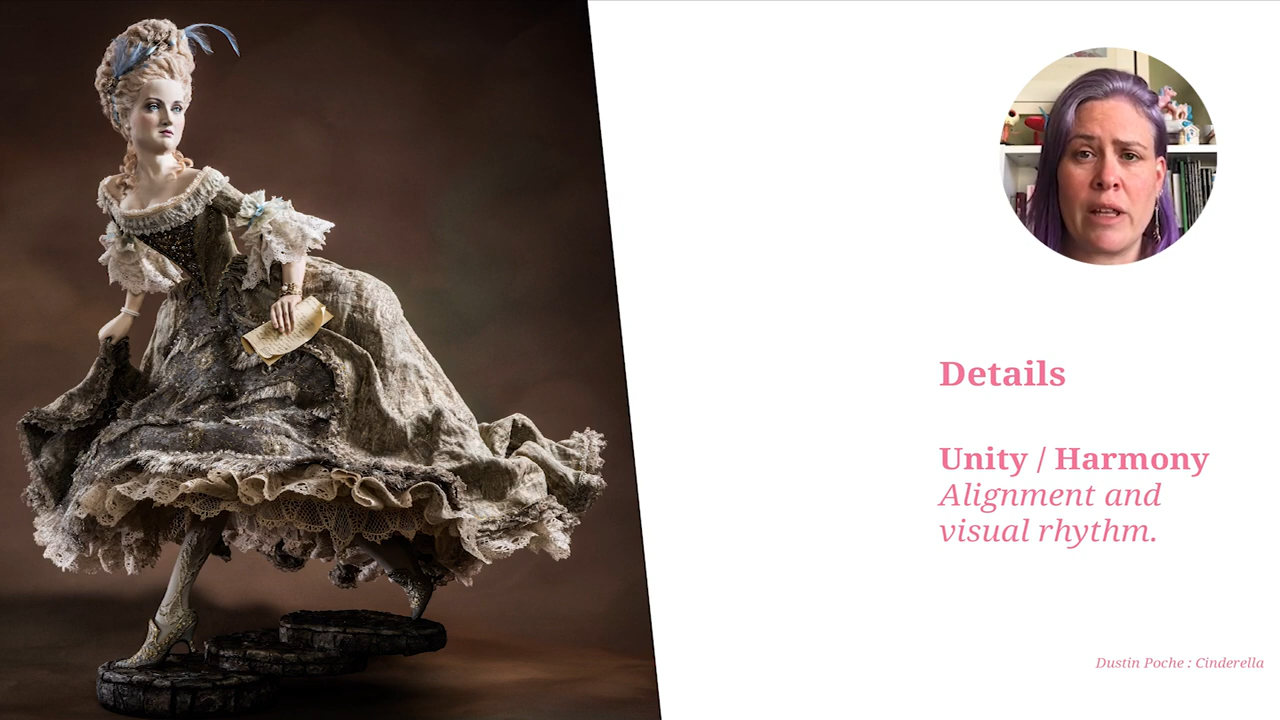 Details
Unity / Harmony
Alignment and
visual rhythm.
Dustin Poche : Cinderella